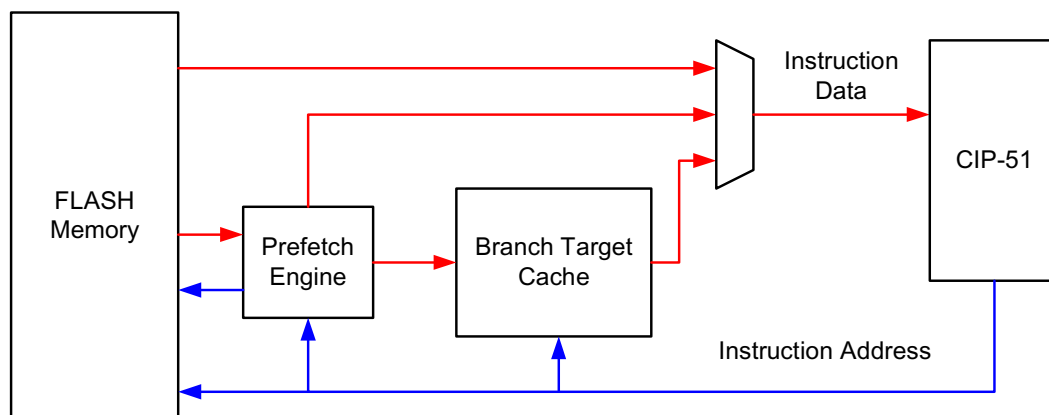 FLASH
Memory
Prefetch
Engine
Branch Target
Cache
Instruction
Data
CIP-51
Instruction Address